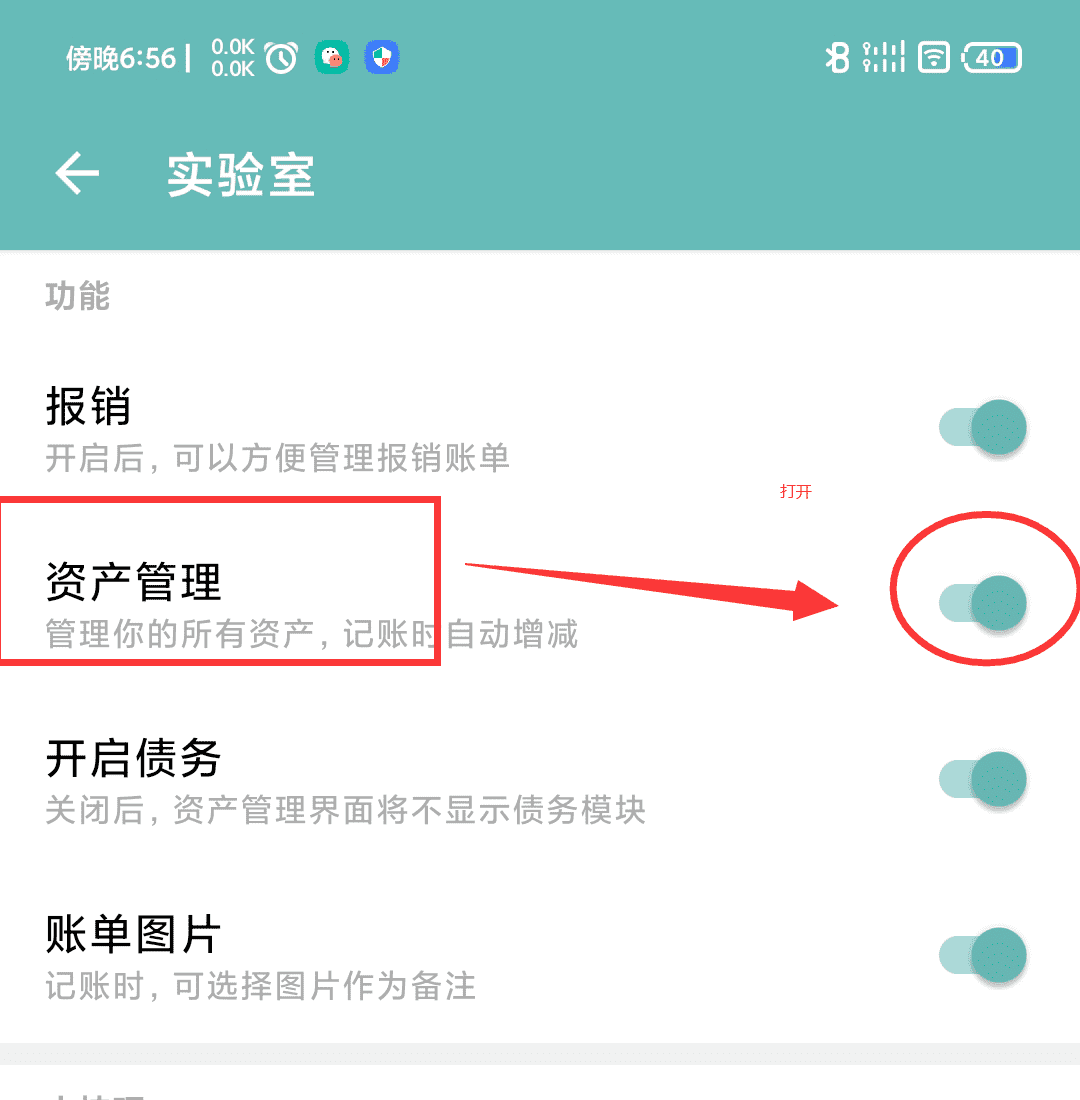 傍晚6:56 | 0.0K
0.0K
40
实验室
功能
报销
开启后，可以方便管理报销账单
打开
资产管理
管理你的所有资产，记账时自动增减
开启债务
关闭后，资产管理界面将不显示债务模块
账单图片
记账时，可选择图片作为备注